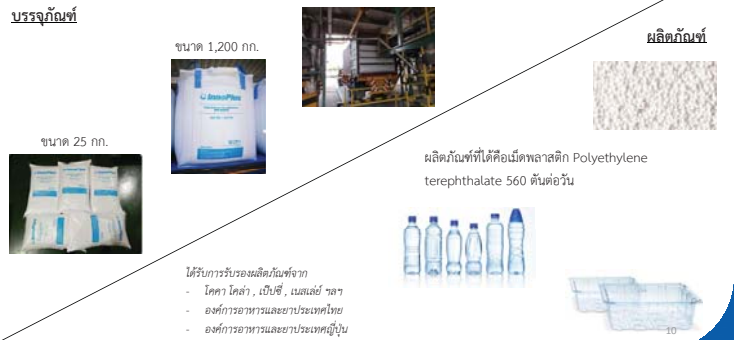 บรรจุภัณฑ์
ขนาด 1,200 กก.
ผลิตภัณฑ์
InnoPlus
ขนาด 25 กก.
ผลิตภัณฑ์ที่ได้คือเม็ดพลาสติก Polyethylene
terephthalate 560 ตันต่อวัน
ได้รับการรับรองผลิตภัณฑ์จาก
- โคคา โคล่า , เป๊ปซี่ , เนสเล่ย์ ฯลฯ
- องค์การอาหารและยาประเทศไทย
- องค์การอาหารและยาประเทศญี่ปุ่น
10